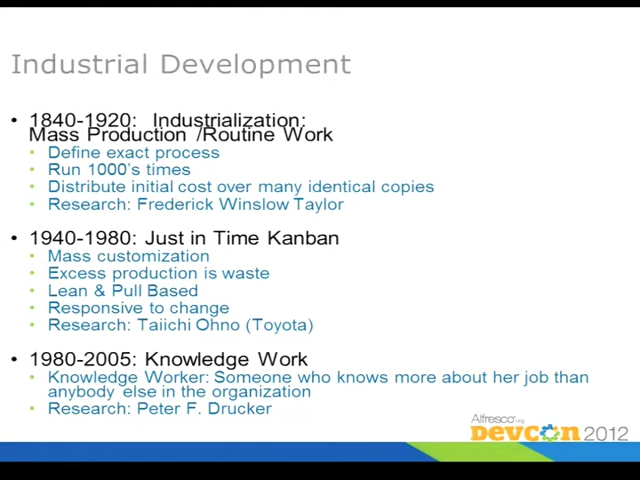 Industrial Development
• 1840-1920: Industrialization:
Mass Production /Routine Work
• Define exact process
• Run 1000's times
• Distribute initial cost over many identical copies
• Research: Frederick Winslow Taylor
• 1940-1980: Just in Time Kanban
• Mass customization
• Excess production is waste
• Lean & Pull Based
• Responsive to change
• Research: Taiichi Ohno (Toyota)
• 1980-2005: Knowledge Work
• Knowledge Worker: Someone who knows more about her job than
anybody else in the organization
• Research: Peter F. Drucker
Alfresco.org
DevCon 2012